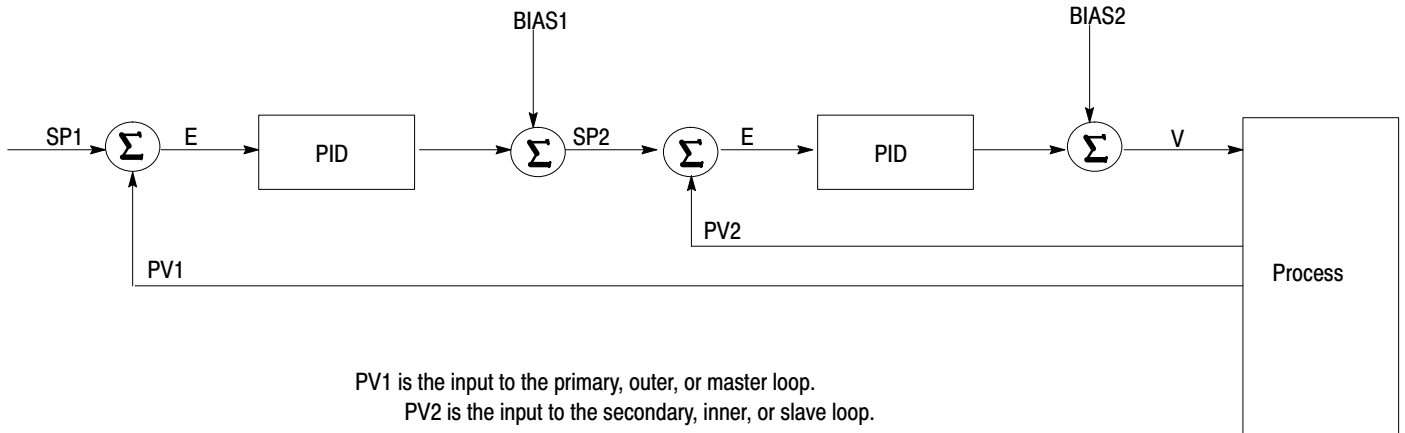 BIAS1
BIAS2
SP1
Σ
E
PID
Σ
SP2
Σ
E
PID
Σ
V
PV2
PV1
Process
PV1 is the input to the primary, outer, or master loop.
PV2 is the input to the secondary, inner, or slave loop.